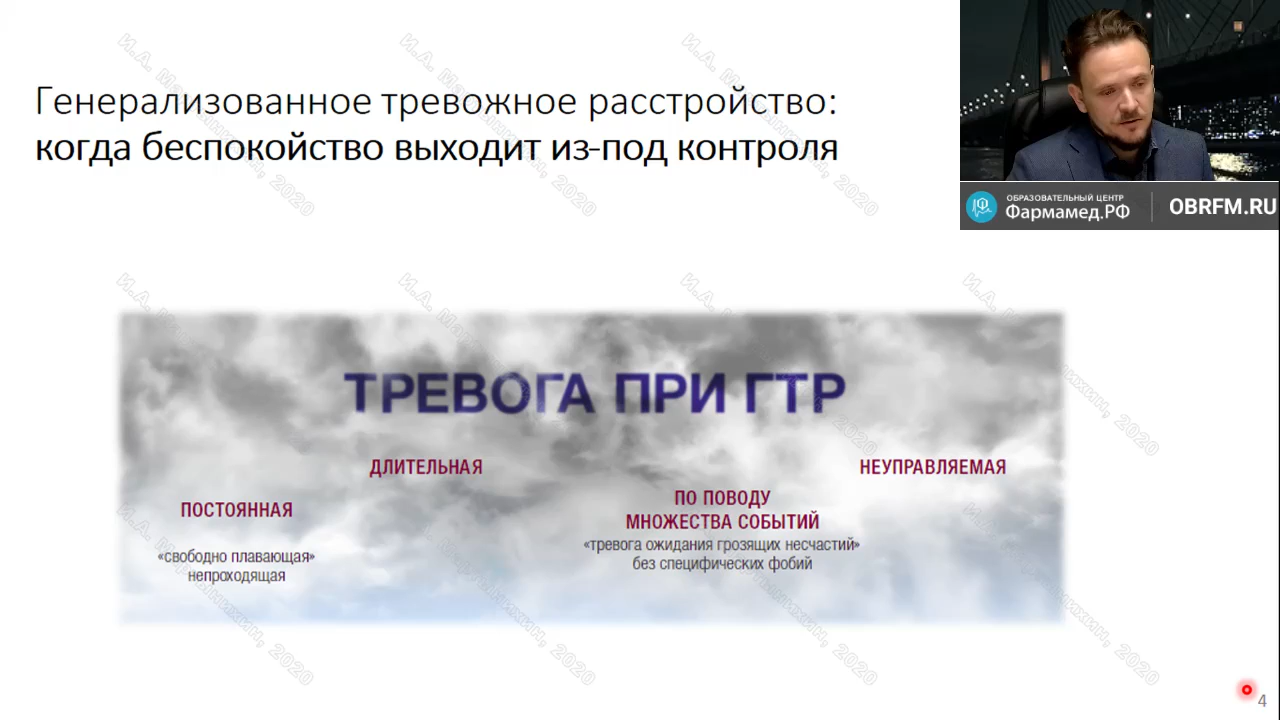 Генерализованное тревожное расстройство:
когда беспокойство выходит из-под контроля
ОБРАЗОВАТЕЛЬНЫЙ ЦЕНТР
Фармамед.РФ
OBRFM.RU
ТРЕВОГА ПРИ ГТР
ДЛИТЕЛЬНАЯ
НЕУПРАВЛЯЕМАЯ
ПОСТОЯННАЯ
ПО ПОВОДУ
МНОЖЕСТВА СОБЫТИЙ
«свободно плавающая»
непроходящая
«тревога ожидания грозящих несчастий»
без специфических фобий
4